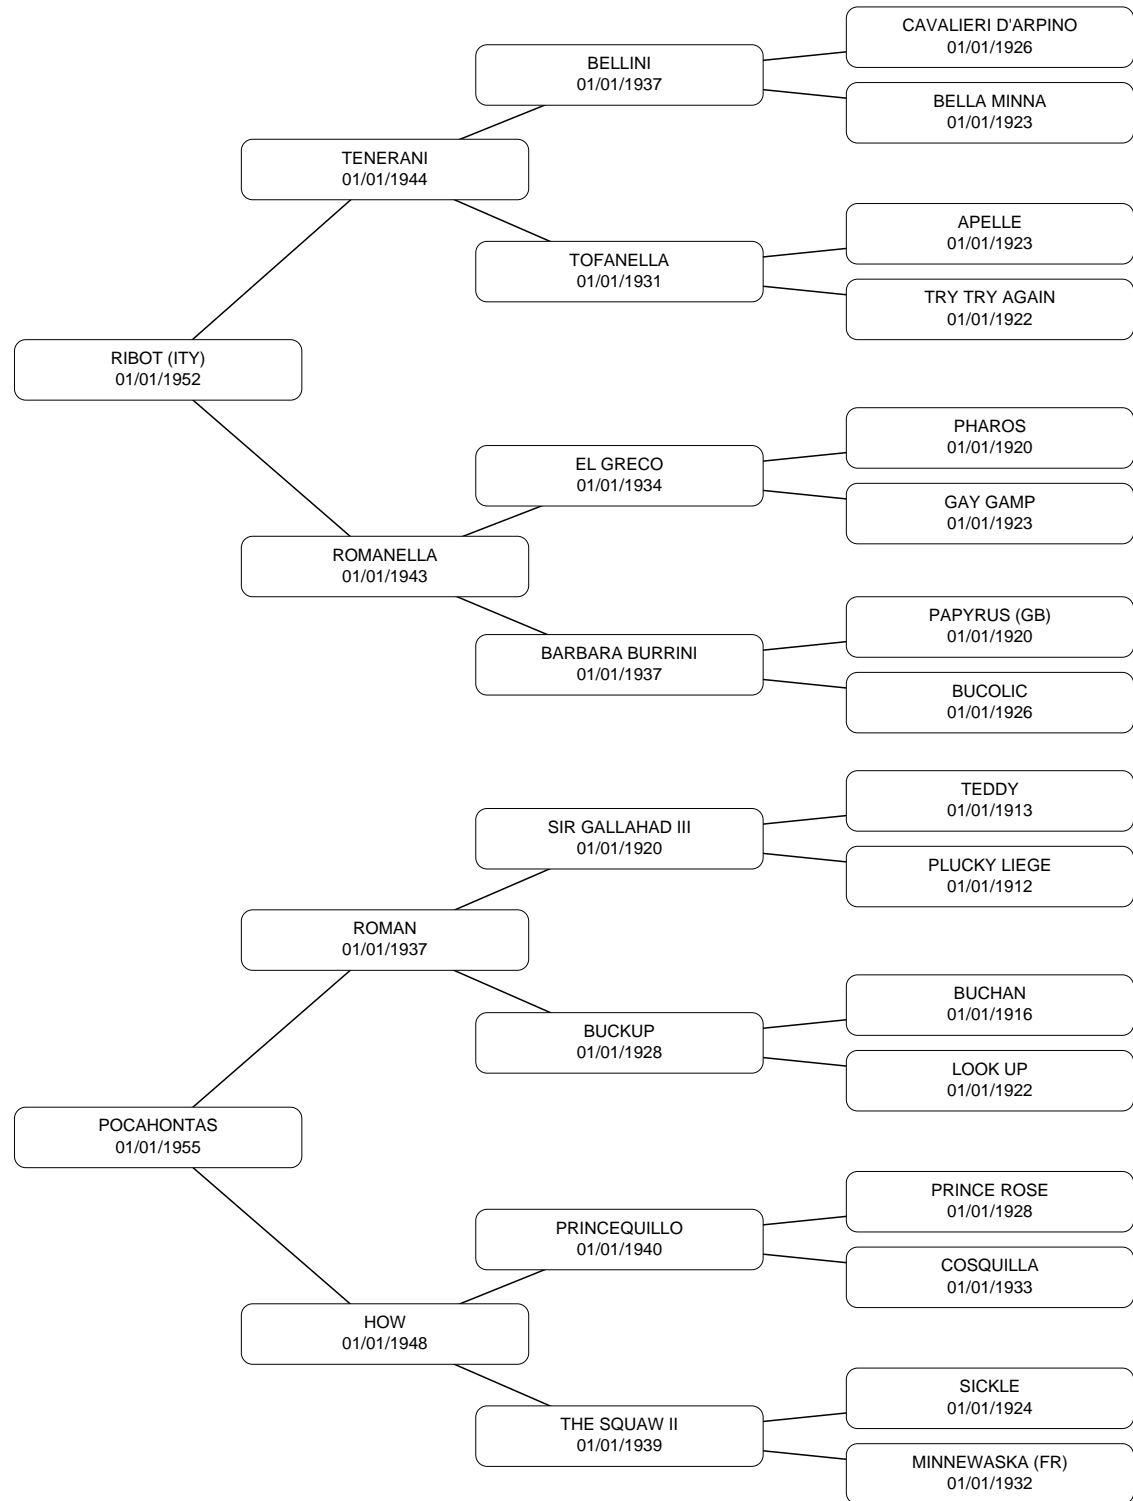 CAVALIERI D'ARPINO
01/01/1926
BELLINI
01/01/1937
BELLA MINNA
01/01/1923
TENERANI
01/01/1944
APELLE
01/01/1923
TOFANELLA
01/01/1931
TRY TRY AGAIN
01/01/1922
RIBOT (ITY)
01/01/1952
PHAROS
01/01/1920
EL GRECO
01/01/1934
GAY GAMP
01/01/1923
ROMANELLA
01/01/1943
PAPYRUS (GB)
01/01/1920
BARBARA BURRINI
01/01/1937
BUCOLIC
01/01/1926
TEDDY
01/01/1913
SIR GALLAHAD III
01/01/1920
PLUCKY LIEGE
01/01/1912
ROMAN
01/01/1937
BUCHAN
01/01/1916
BUCKUP
01/01/1928
LOOK UP
01/01/1922
POCAHONTAS
01/01/1955
PRINCE ROSE
01/01/1928
PRINCEQUILLO
01/01/1940
COSQUILLA
01/01/1933
HOW
01/01/1948
SICKLE
01/01/1924
THE SQUAW II
01/01/1939
MINNEWASKA (FR)
01/01/1932